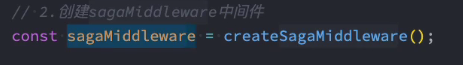 // 2.创建sagaMiddleware中间件
const sagaMiddleware = createSagaMiddleware();